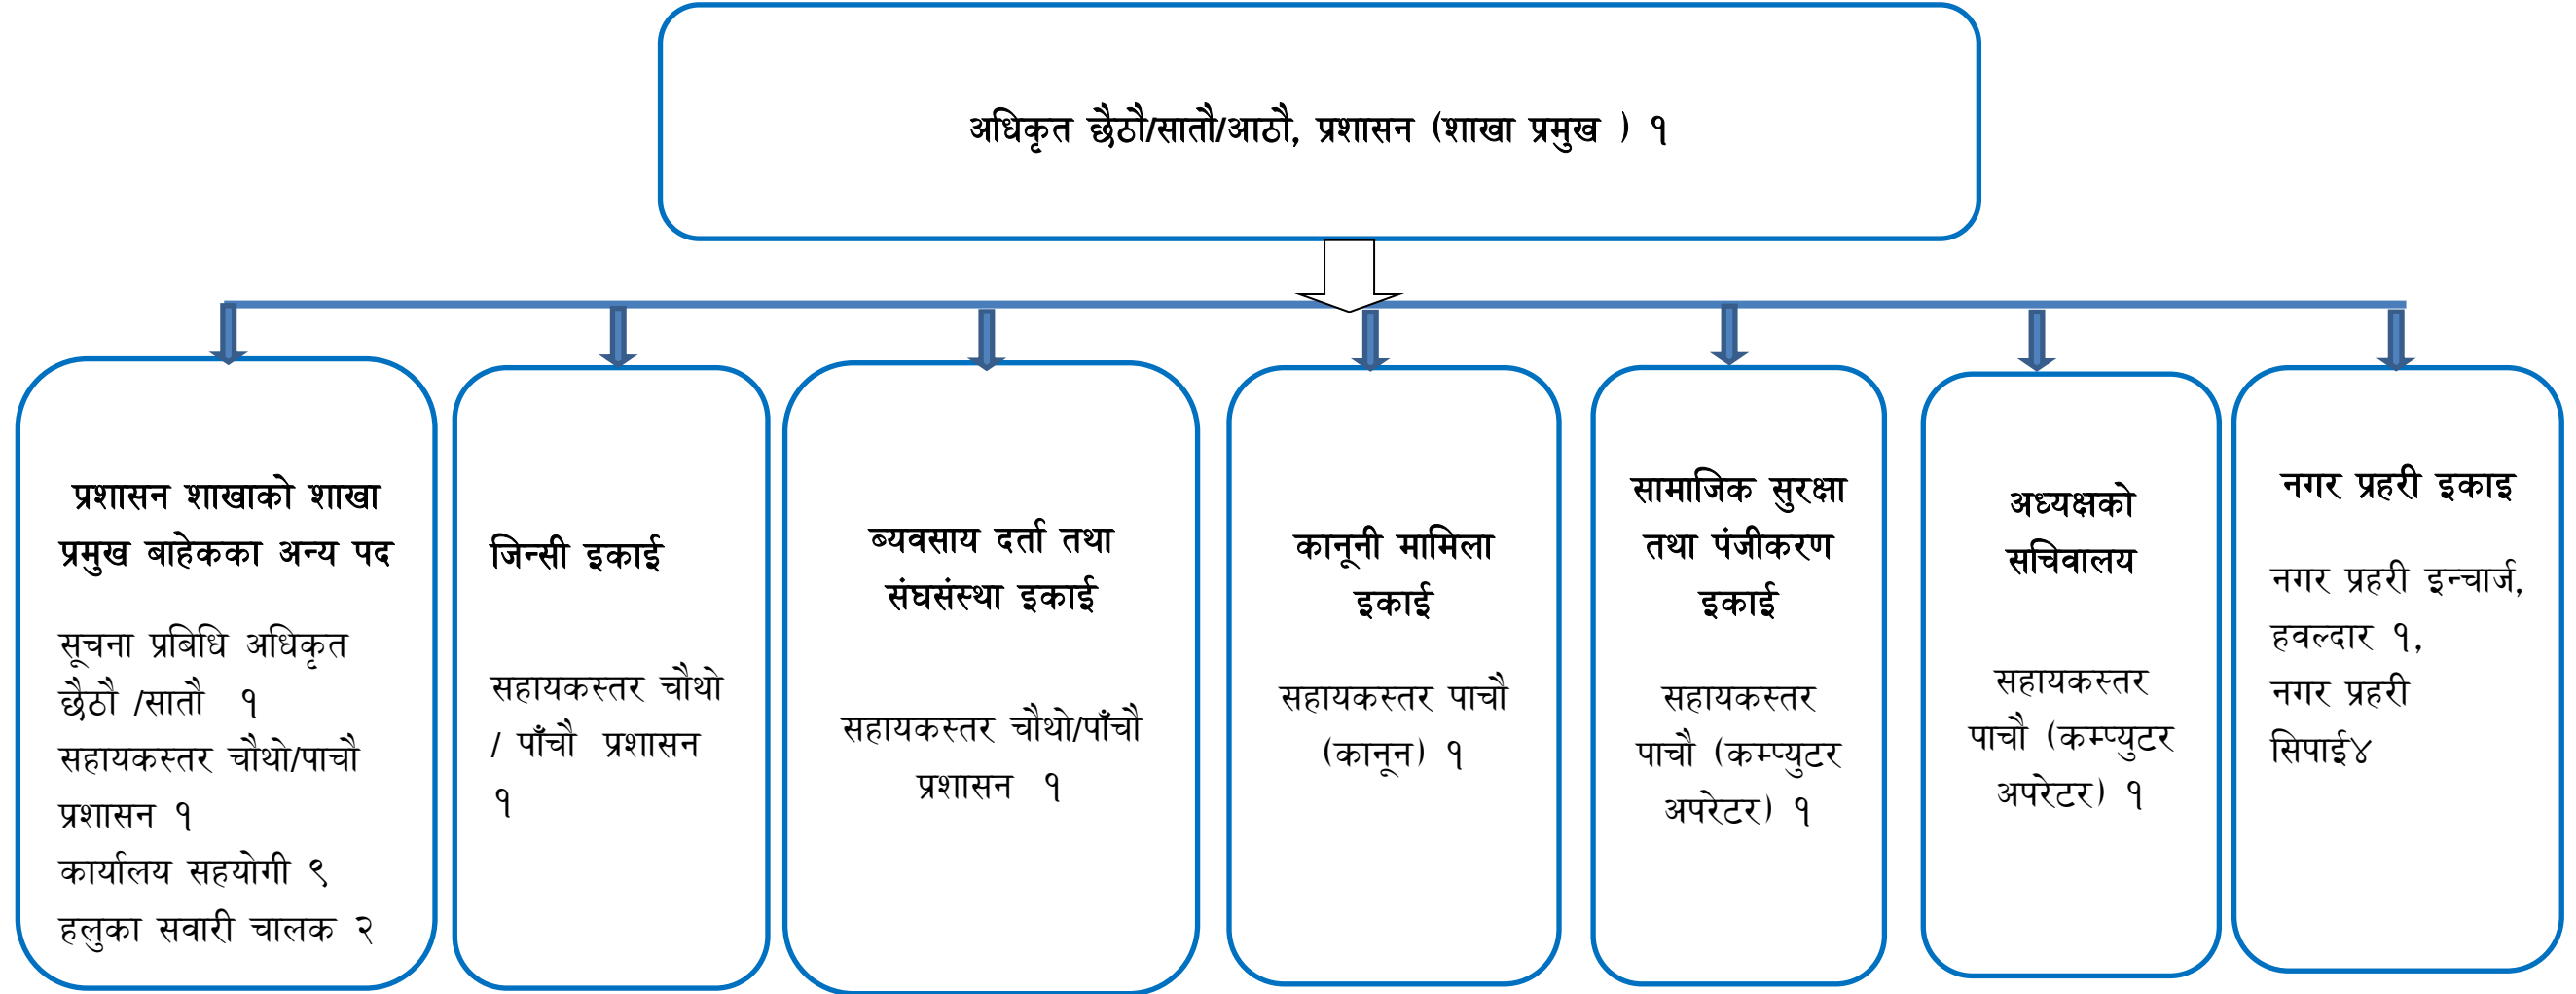 अधिकृत छैठौ/सातौ/आठौ, प्रशासन (शाखा प्रमुख ) १
प्रशासन शाखाको शाखा
प्रमुख बाहेकका अन्य पद
सूचना प्रबिधि अधिकृत
छैठौ /सातौ १
सहायकस्तर चौथो/पाचौ
प्रशासन १
कार्यालय सहयोगी ९
हलुका सवारी चालक २
जिन्सी इकाई
सहायकस्तर चौथो
/ पाँचौ प्रशासन
१
ब्यवसाय दर्ता तथा
संघसंस्था इकाई
सहायकस्तर चौथो/पाँचौ
प्रशासन १
कानूनी मामिला
इकाई
सहायकस्तर पाचौ
(कानून) १
सामाजिक सुरक्षा
तथा पंजीकरण
इकाई
सहायकस्तर
पाचौ (कम्प्युटर
अपरेटर) १
अध्यक्षको
सचिवालय
सहायकस्तर
पाचौ (कम्प्युटर
अपरेटर) १
नगर प्रहरी इकाइ
नगर प्रहरी इन्चार्ज,
हवल्दार १,
नगर प्रहरी
सिपाई४